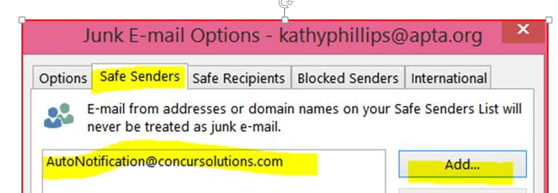 Junk E-mail Options - kathyphillips@apta.org
Options Safe Senders Safe Recipients Blocked Senders International
E-mail from addresses or domain names on your Safe Senders List will
never be treated as junk e-mail.
AutoNotification@concursolutions.com Add...